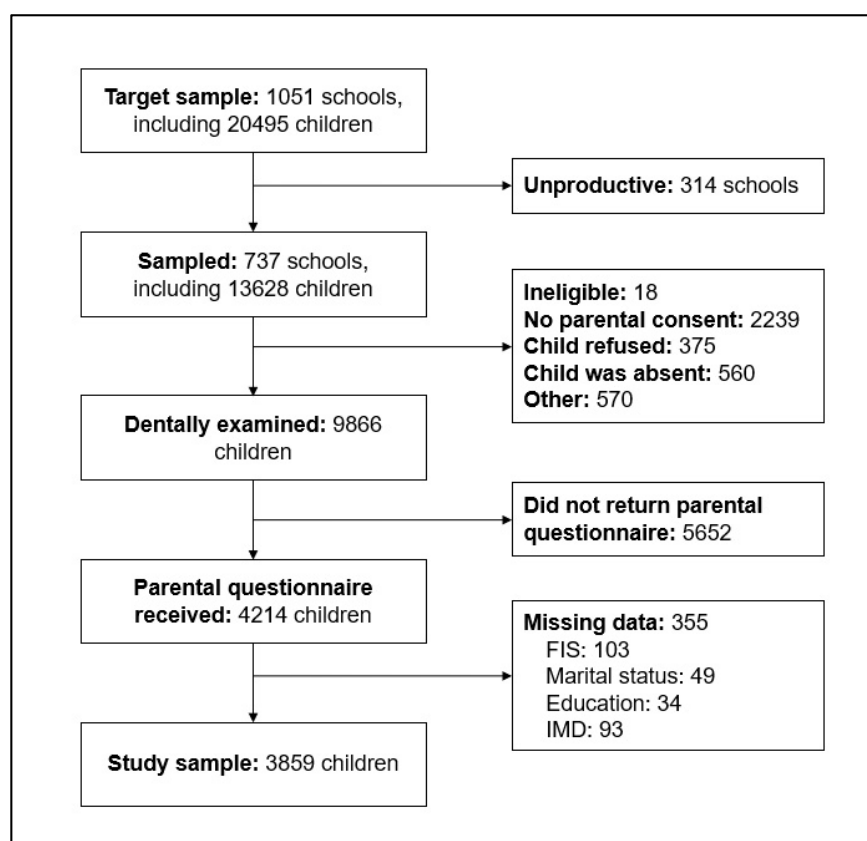 Target sample: 1051 schools,
including 20495 children
Unproductive: 314 schools
Sampled: 737 schools,
including 13628 children
Ineligible: 18
No parental consent: 2239
Child refused: 375
Child was absent: 560
Other: 570
Dentally examined: 9866
children
Did not return parental
questionnaire: 5652
Parental questionnaire
received: 4214 children
Missing data: 355
FIS: 103
Marital status: 49
Education: 34
IMD: 93
Study sample: 3859 children